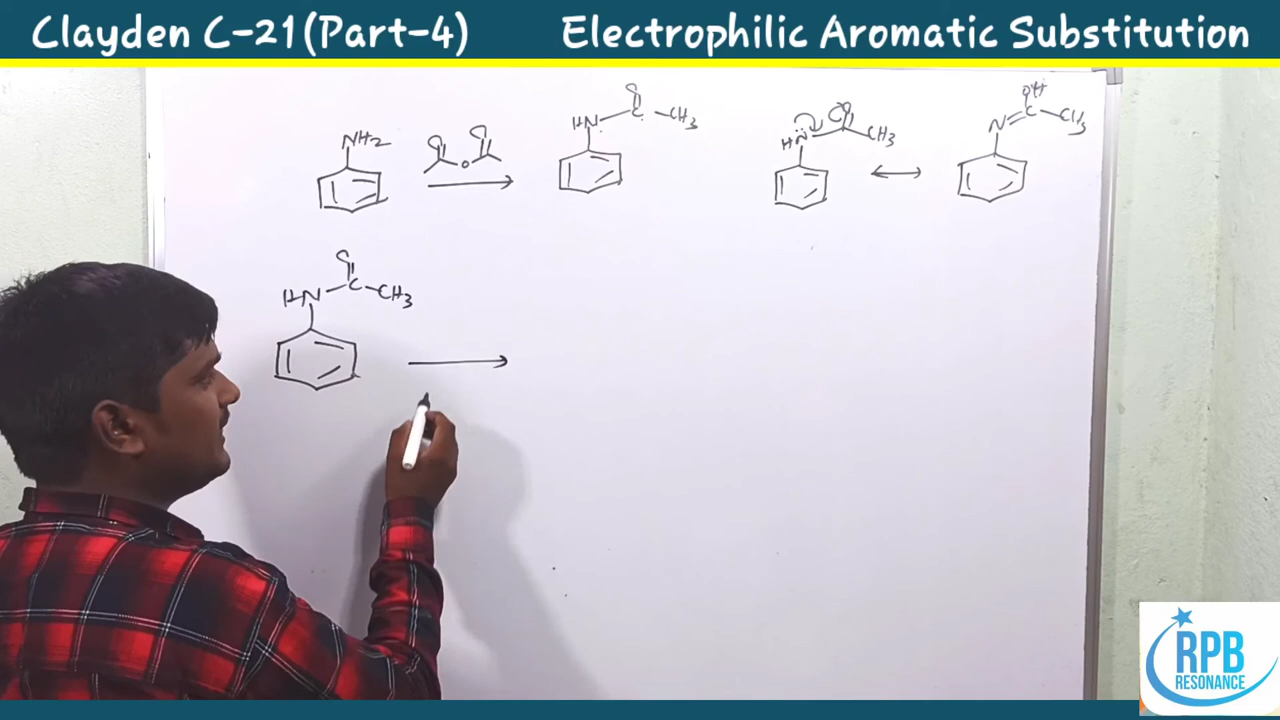 Clayden C-21(Part-4) Electrophilic Aromatic Substitution
NH2
O O
O
HN C CH3
O
HN CH3
OH
N C CH3
O
HN C CH3
RPB
RESONANCE